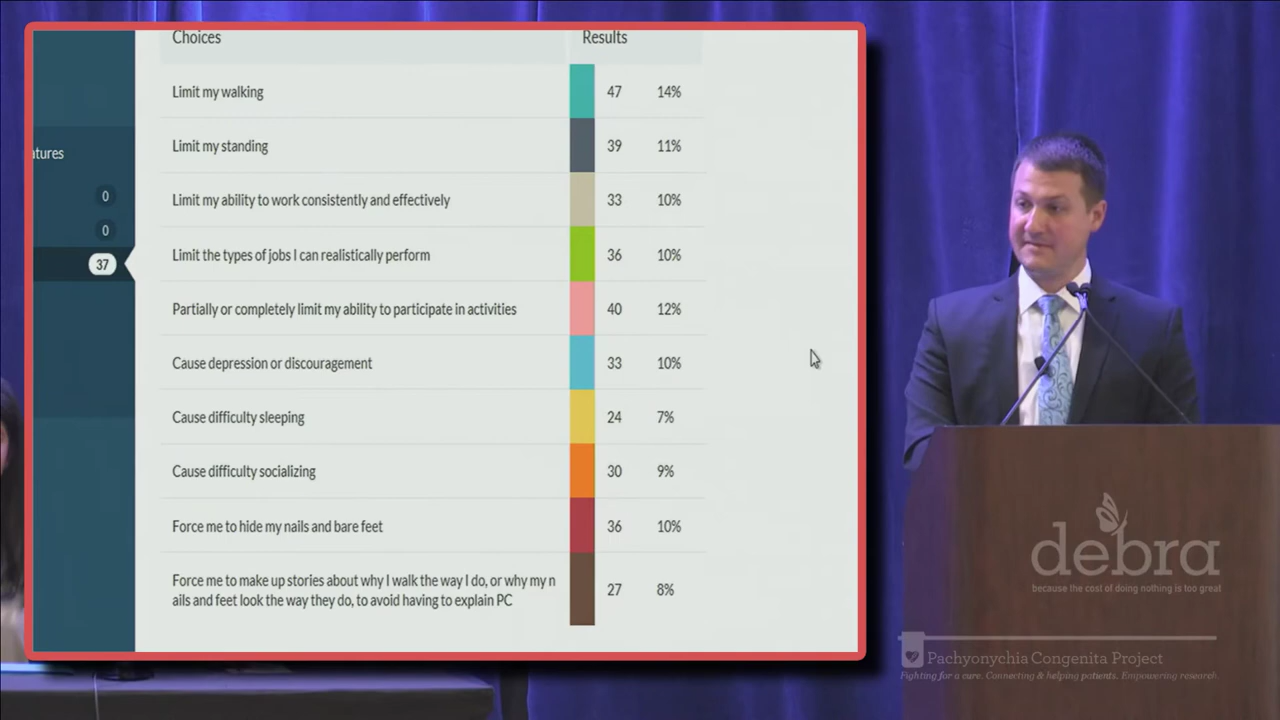 Choices Results
Limit my walking 47 14%
Limit my standing 39 11%
Limit my ability to work consistently and effectively 33 10%
Limit the types of jobs I can realistically perform 36 10%
Partially or completely limit my ability to participate in activities 40 12%
Cause depression or discouragement 33 10%
Cause difficulty sleeping 24 7%
Cause difficulty socializing 30 9%
Force me to hide my nails and bare feet 36 10%
Force me to make up stories about why I walk the way I do, or why my n
ails and feet look the way they do, to avoid having to explain PC 27 8%
atures
0
0
37
debra
because the cost of doing nothing is too great
Pachyonychia Congenita Project
Fighting for a cure. Connecting & helping patients. Empowering research.